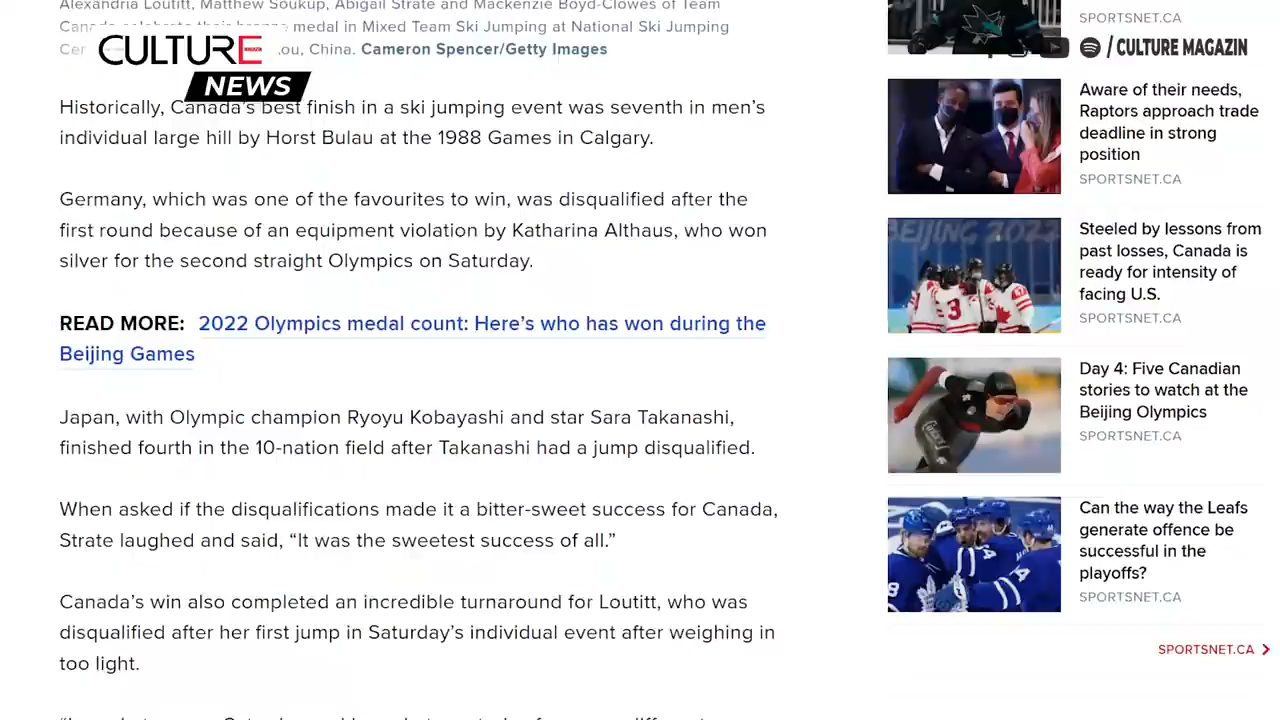 Alexandria Loutitt, Matthew Soukup, Abigail Strate and Mackenzie Boyd-Clowes of Team
medal in Mixed Team Ski Jumping at National Ski Jumping
China. Cameron Spencer/Getty Images
CULTURE
NEWS
Historically, Canada's best finish in a ski jumping event was seventh in men's
individual large hill by Horst Bulau at the 1988 Games in Calgary.
Germany, which was one of the favourites to win, was disqualified after the
first round because of an equipment violation by Katharina Althaus, who won
silver for the second straight Olympics on Saturday.
READ MORE: 2022 Olympics medal count: Here's who has won during the
Beijing Games
Japan, with Olympic champion Ryoyu Kobayashi and star Sara Takanashi,
finished fourth in the 10-nation field after Takanashi had a jump disqualified.
When asked if the disqualifications made it a bitter-sweet success for Canada,
Strate laughed and said, “It was the sweetest success of all.”
Canada's win also completed an incredible turnaround for Loutitt, who was
disqualified after her first jump in Saturday's individual event after weighing in
too light.
SPORTSNET.CA
/ CULTURE MAGAZIN
Aware of their needs,
Raptors approach trade
deadline in strong
position
SPORTSNET.CA
BEIJING 2022
Steeled by lessons from
past losses, Canada is
ready for intensity of
facing U.S.
SPORTSNET.CA
Day 4: Five Canadian
stories to watch at the
Beijing Olympics
SPORTSNET.CA
Can the way the Leafs
generate offence be
successful in the
playoffs?
SPORTSNET.CA
SPORTSNET.CA